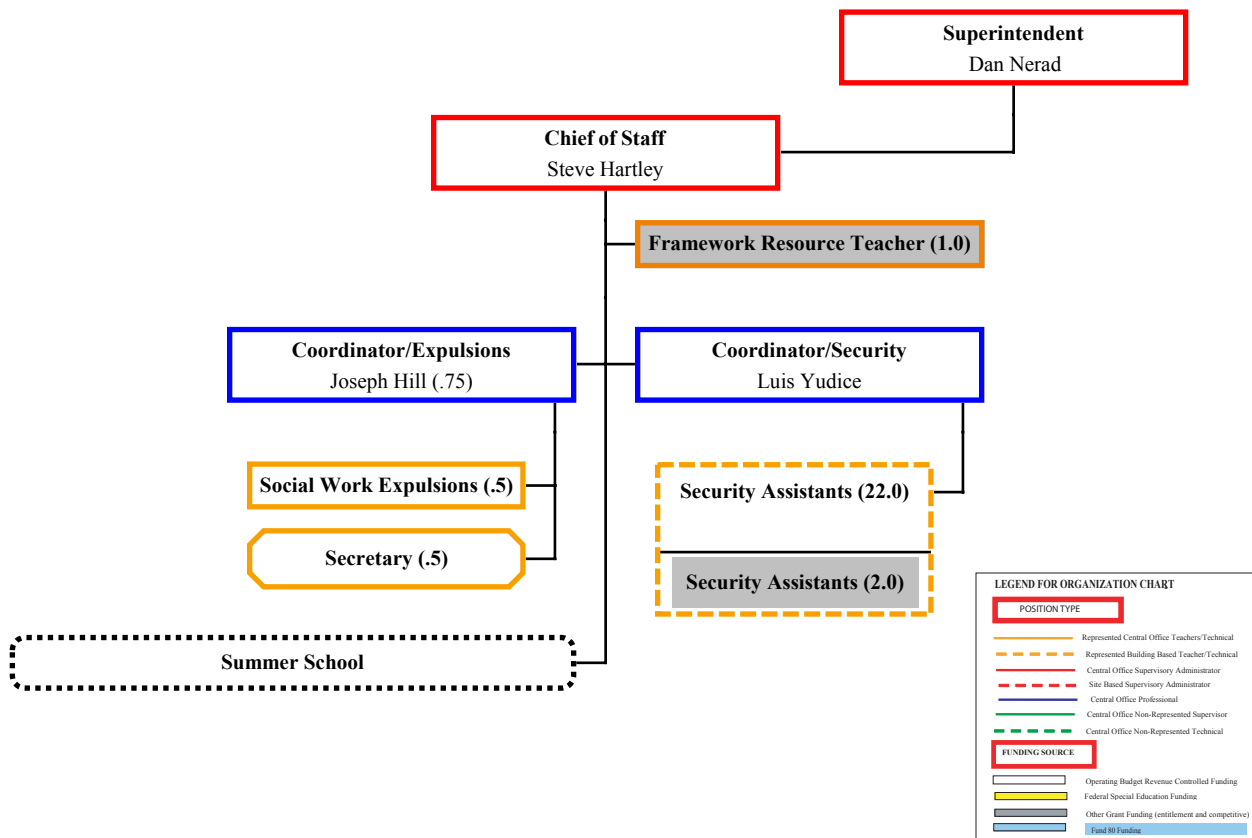 Superintendent
Dan Nerad
Chief of Staff
Steve Hartley
Framework Resource Teacher (1.0)
Coordinator/Expulsions
Joseph Hill (.75)
Coordinator/Security
Luis Yudice
Social Work Expulsions (.5)
Secretary (.5)
Security Assistants (22.0)
Security Assistants (2.0)
Summer School
LEGEND FOR ORGANIZATION CHART
POSITION TYPE
Represented Central Office Teachers/Technical
Represented Building Based Teacher/Technical
Central Office Supervisory Administrator
Site Based Supervisory Administrator
Central Office Professional
Central Office Non-Represented Supervisor
Central Office Non-Represented Technical
FUNDING SOURCE
Operating Budget Revenue Controlled Funding
Federal Special Education Funding
Other Grant Funding (entitlement and competitive)
Fund 80 Funding